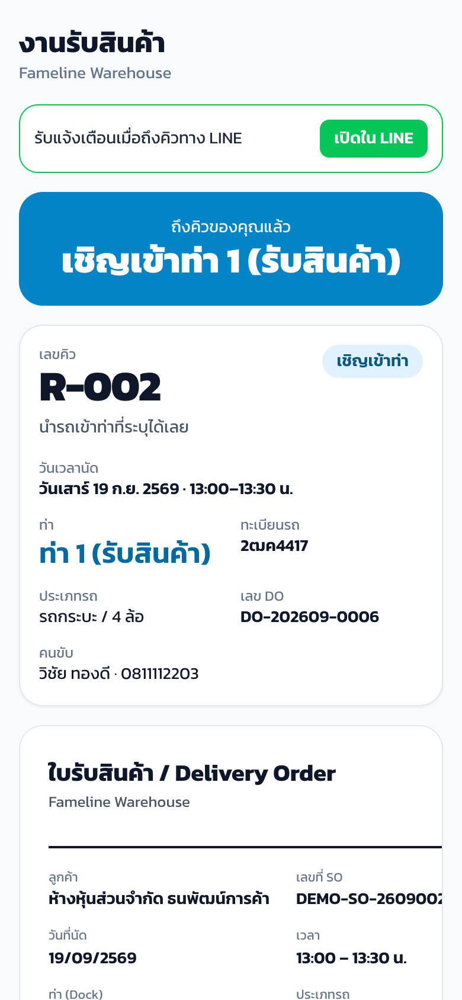 งานรับสินค้า
Fameline Warehouse
รับแจ้งเตือนเมื่อถึงคิวทาง LINE
เปิดใน LINE
ถึงคิวของคุณแล้ว
เชิญเข้าท่า 1 (รับสินค้า)
เลขคิว
เชิญเข้าท่า
R-002
นำรถเข้าท่าที่ระบุได้เลย
วันเวลานัด
วันเสาร์ 19 ก.ย. 2569 · 13:00–13:30 น.
ท่า
ทะเบียนรถ
ท่า 1 (รับสินค้า)
2ฒค4417
ประเภทรถ
เลข DO
รถกระบะ / 4 ล้อ
DO-202609-0006
คนขับ
วิชัย ทองดี · 0811112203
ใบรับสินค้า / Delivery Order
Fameline Warehouse
ลูกค้า
เลขที่ SO
ห้างหุ้นส่วนจำกัด ธนพัฒน์การค้า
DEMO-SO-2609002
วันที่นัด
เวลา
19/09/2569
13:00 – 13:30 น.
ท่า (Dock)
ประเภทรถ